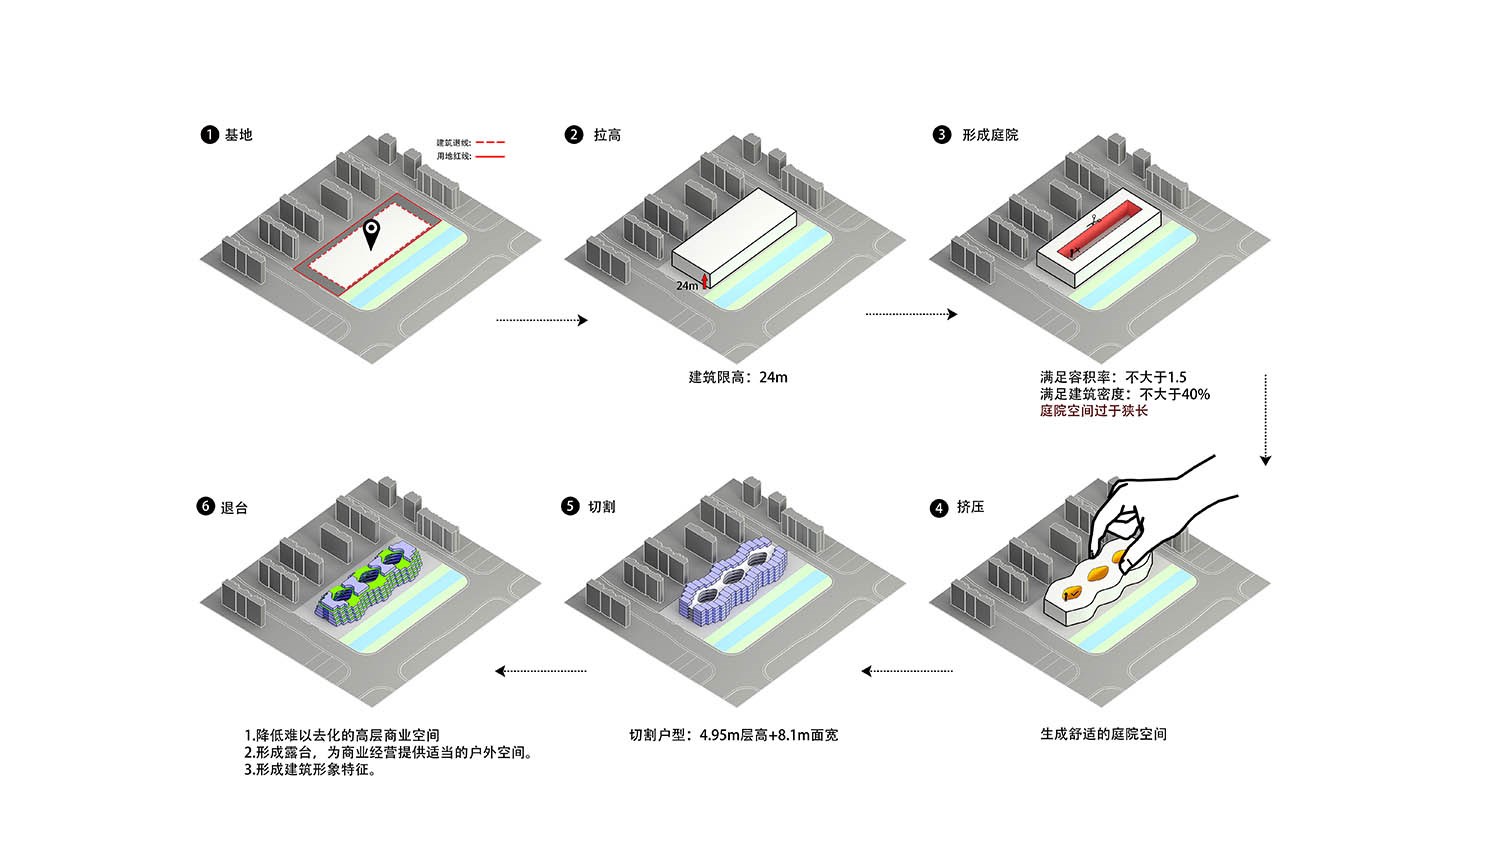 1 基地
建筑退线:
用地红线:
2 拉高
24m
建筑限高：24m
3 形成庭院
满足容积率：不大于1.5
满足建筑密度：不大于40%
庭院空间过于狭长
4 挤压
生成舒适的庭院空间
5 切割
切割户型：4.95m层高+8.1m面宽
6 退台
1.降低难以去化的高层商业空间
2.形成露台，为商业经营提供适当的户外空间。
3.形成建筑形象特征。